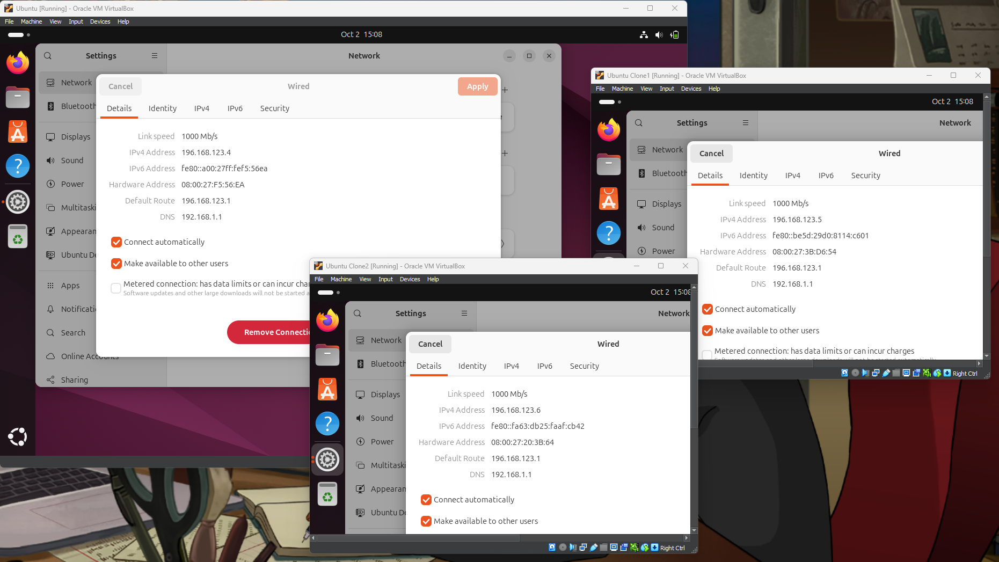 Ubuntu [Running] - Oracle VM VirtualBox
File Machine View Input Devices Help
Oct 2 15:08
Settings
Network
Network
Bluetooth
Displays
Sound
Power
Multitaski
Appearan
Ubuntu De
Apps
Notificatio
Search
Online Accounts
Sharing
Cancel
Wired
Apply
Details Identity IPv4 IPv6 Security
Link speed 1000 Mb/s
IPv4 Address 196.168.123.4
IPv6 Address fe80::a00:27ff:fef5:56ea
Hardware Address 08:00:27:F5:56:EA
Default Route 196.168.123.1
DNS 192.168.1.1
Connect automatically
Make available to other users
Metered connection: has data limits or can incur char
Software updates and other large downloads will not be started a
Remove Connectio
Ubuntu Clone1 [Running] - Oracle VM VirtualBox
File Machine View Input Devices Help
Oct 2 15:08
Settings
Network
Network
Bluetooth
Displays
Sound
Power
Cancel
Wired
Details Identity IPv4 IPv6 Security
Link speed 1000 Mb/s
IPv4 Address 196.168.123.5
IPv6 Address fe80::be5d:29d0:8114:c601
Hardware Address 08:00:27:3B:D6:54
Default Route 196.168.123.1
DNS 192.168.1.1
Connect automatically
Make available to other users
Metered connection: has data limits or can incur charges
Software updates and other large downloads will not be started automatically
Right Ctrl
Ubuntu Clone2 [Running] - Oracle VM VirtualBox
File Machine View Input Devices Help
Oct 2 15:08
Settings
Network
Network
Bluetooth
Displays
Sound
Power
Multitaski
Appearan
Ubuntu De
Cancel
Wired
Details Identity IPv4 IPv6 Security
Link speed 1000 Mb/s
IPv4 Address 196.168.123.6
IPv6 Address fe80::fa63:db25:faaf:cb42
Hardware Address 08:00:27:20:3B:64
Default Route 196.168.123.1
DNS 192.168.1.1
Connect automatically
Make available to other users
Right Ctrl